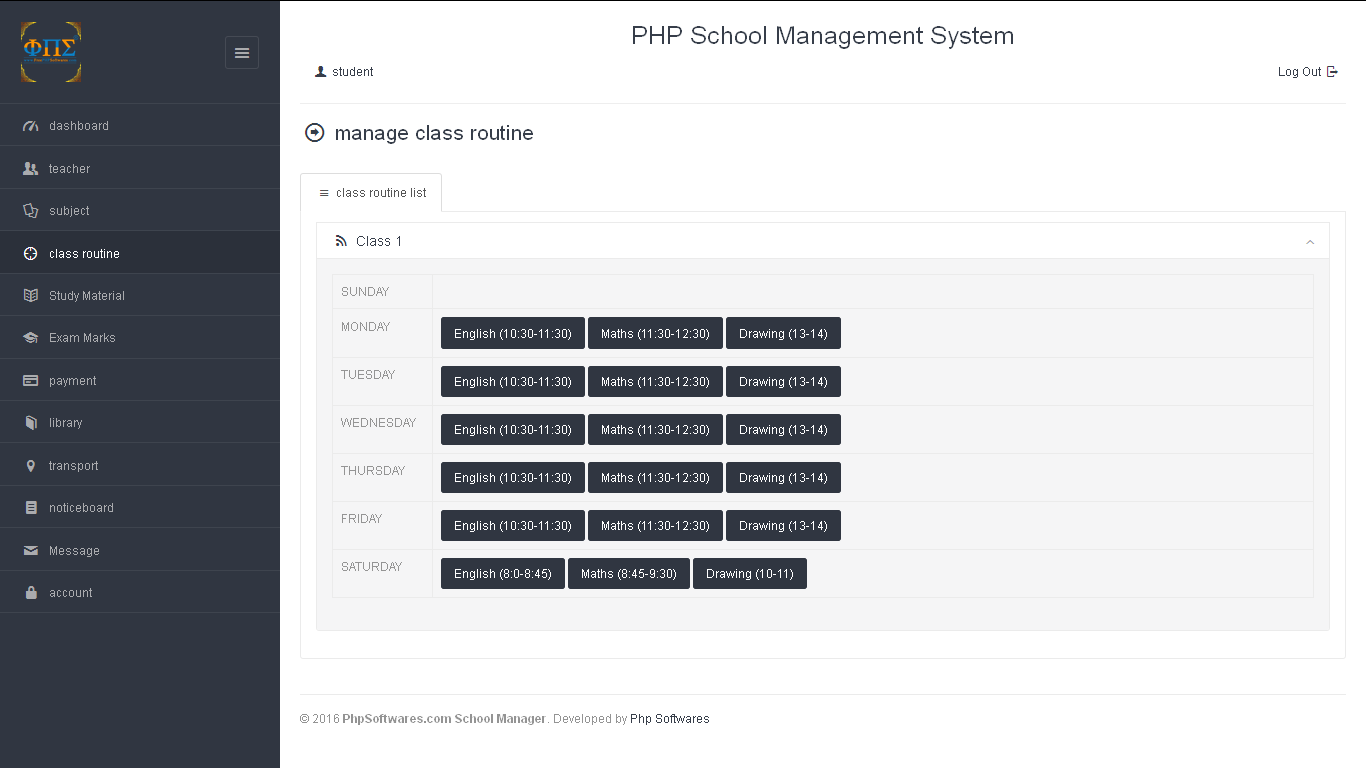 ΦΠΣ
PHP School Management System
student
Log Out
dashboard
teacher
subject
class routine
Study Material
Exam Marks
payment
library
transport
noticeboard
Message
account
manage class routine
class routine list
Class 1
SUNDAY
MONDAY English (10:30-11:30) Maths (11:30-12:30) Drawing (13-14)
TUESDAY English (10:30-11:30) Maths (11:30-12:30) Drawing (13-14)
WEDNESDAY English (10:30-11:30) Maths (11:30-12:30) Drawing (13-14)
THURSDAY English (10:30-11:30) Maths (11:30-12:30) Drawing (13-14)
FRIDAY English (10:30-11:30) Maths (11:30-12:30) Drawing (13-14)
SATURDAY English (8:0-8:45) Maths (8:45-9:30) Drawing (10-11)
© 2016 PhpSoftwares.com School Manager. Developed by Php Softwares